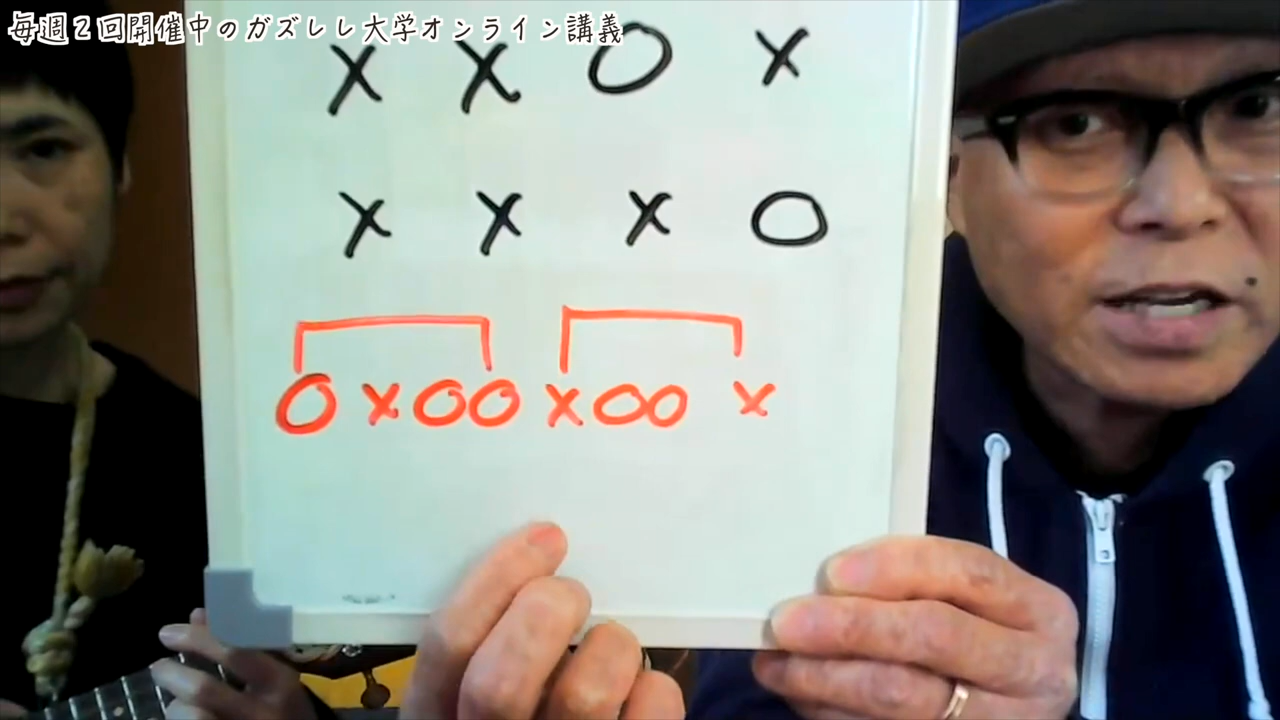 毎週2回開催中のガズレレ大学オンライン講義
× × ○ ×
× × × ○
○×○○×○○×